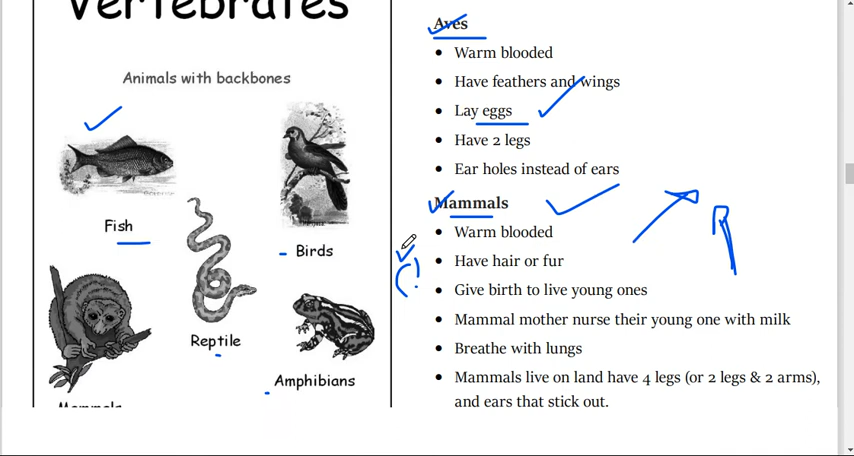 Vertebrates
Animals with backbones
Fish
Birds
Reptile
Amphibians
Mammals
Aves
• Warm blooded
• Have feathers and wings
• Lay eggs
• Have 2 legs
• Ear holes instead of ears
Mammals
• Warm blooded
• Have hair or fur
• Give birth to live young ones
• Mammal mother nurse their young one with milk
• Breathe with lungs
• Mammals live on land have 4 legs (or 2 legs & 2 arms),
and ears that stick out.